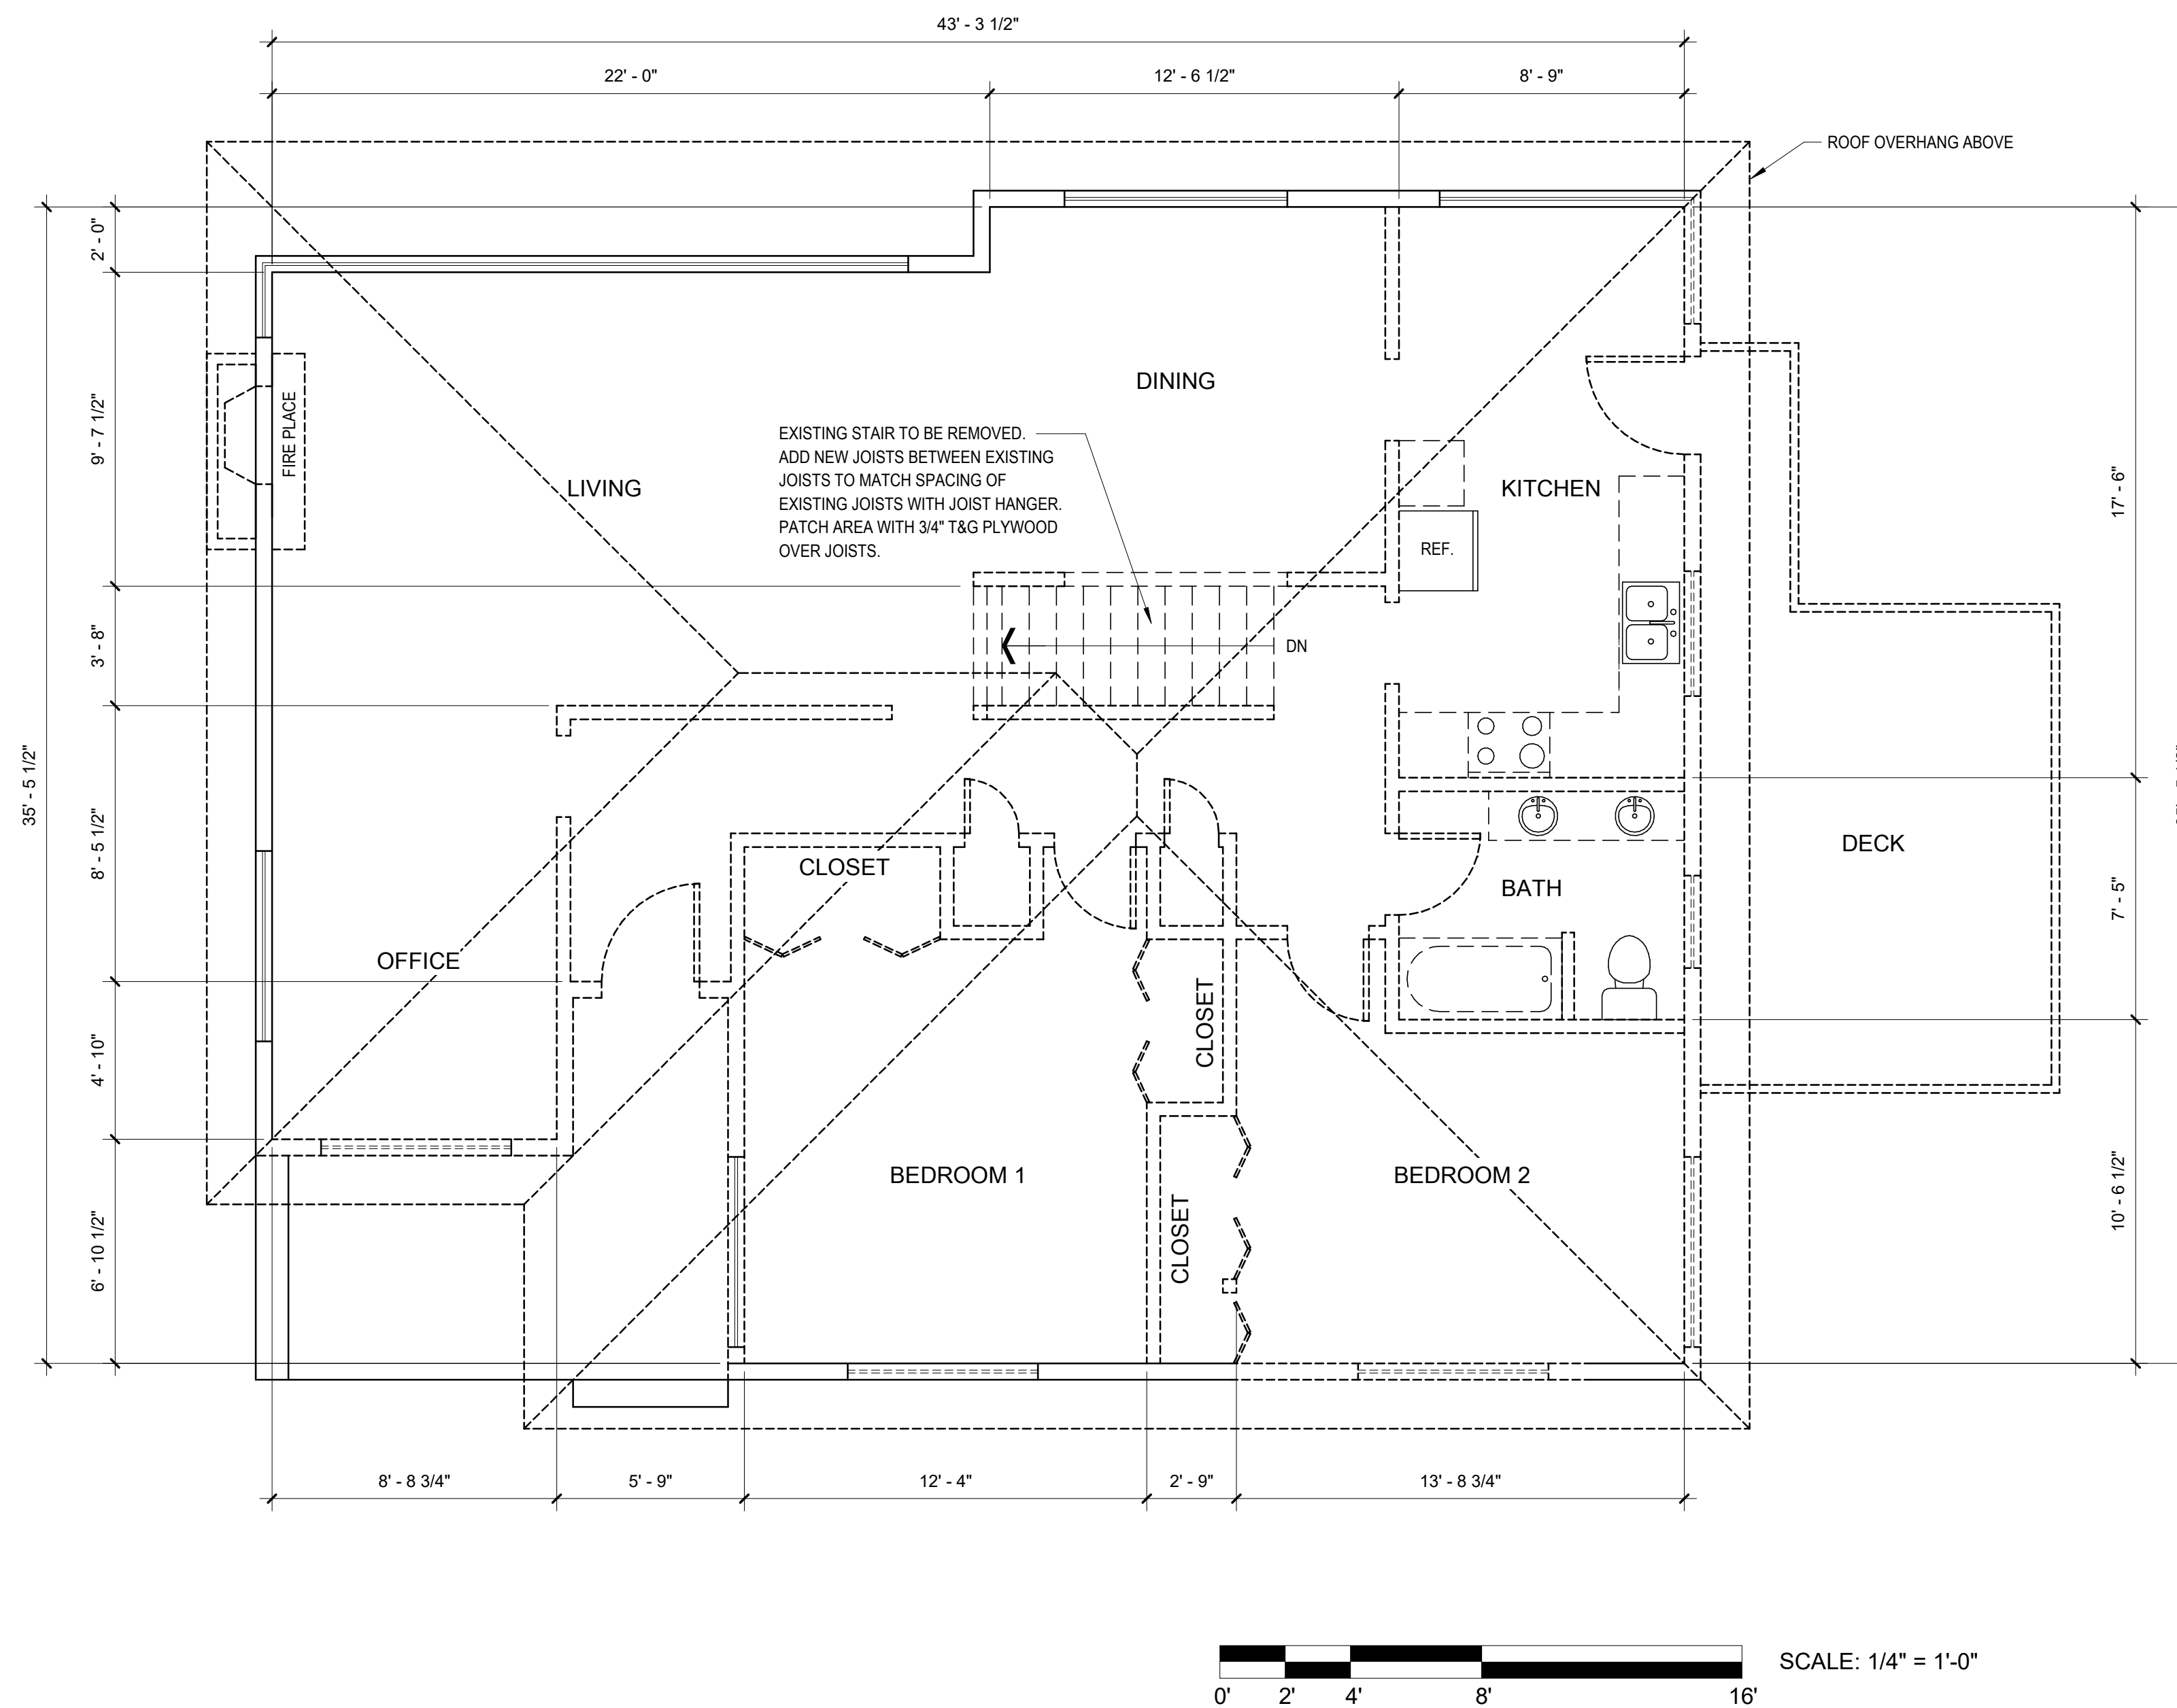 43' - 3 1/2"
22' - 0"
12' - 6 1/2"
8' - 9"
ROOF OVERHANG ABOVE
2' - 0"
9' - 7 1/2"
3' - 8"
8' - 5 1/2"
4' - 10"
6' - 10 1/2"
35' - 5 1/2"
FIRE PLACE
LIVING
DINING
EXISTING STAIR TO BE REMOVED.
ADD NEW JOISTS BETWEEN EXISTING
JOISTS TO MATCH SPACING OF
EXISTING JOISTS WITH JOIST HANGER.
PATCH AREA WITH 3/4" T&G PLYWOOD
OVER JOISTS.
KITCHEN
REF.
DN
17' - 6"
7' - 5"
10' - 6 1/2"
DECK
CLOSET
BATH
OFFICE
CLOSET
BEDROOM 1
BEDROOM 2
CLOSET
8' - 8 3/4"
5' - 9"
12' - 4"
2' - 9"
13' - 8 3/4"
SCALE: 1/4" = 1'-0"
0'
2'
4'
8'
16'